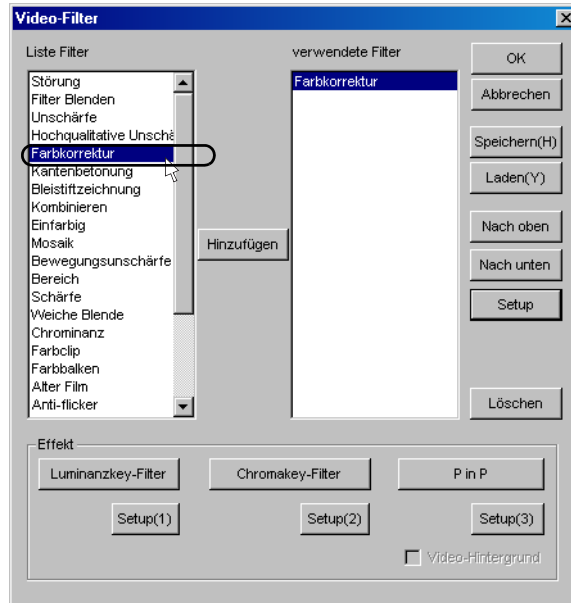 Video-Filter
Liste Filter
Störung
Filter Blenden
Unschärfe
Hochqualitative Unschä
Farbkorrektur
Kantenbetonung
Bleistiftzeichnung
Kombinieren
Einfarbig
Mosaik
Bewegungsunschärfe
Bereich
Schärfe
Weiche Blende
Chrominanz
Farbclip
Farbbalken
Alter Film
Anti-flicker
Hinzufügen
verwendete Filter
Farbkorrektur
OK
Abbrechen
Speichern(H)
Laden(Y)
Nach oben
Nach unten
Setup
Löschen
Effekt
Luminanzkey-Filter
Chromakey-Filter
P in P
Setup(1)
Setup(2)
Setup(3)
Video-Hintergrund